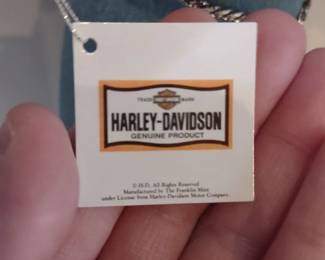 TRADE MARK
HARLEY-DAVIDSON
GENUINE PRODUCT
© H-D. All Rights Reserved
Manufactured by The Franklin Mint
under License from Harley-Davidson Motor Company.